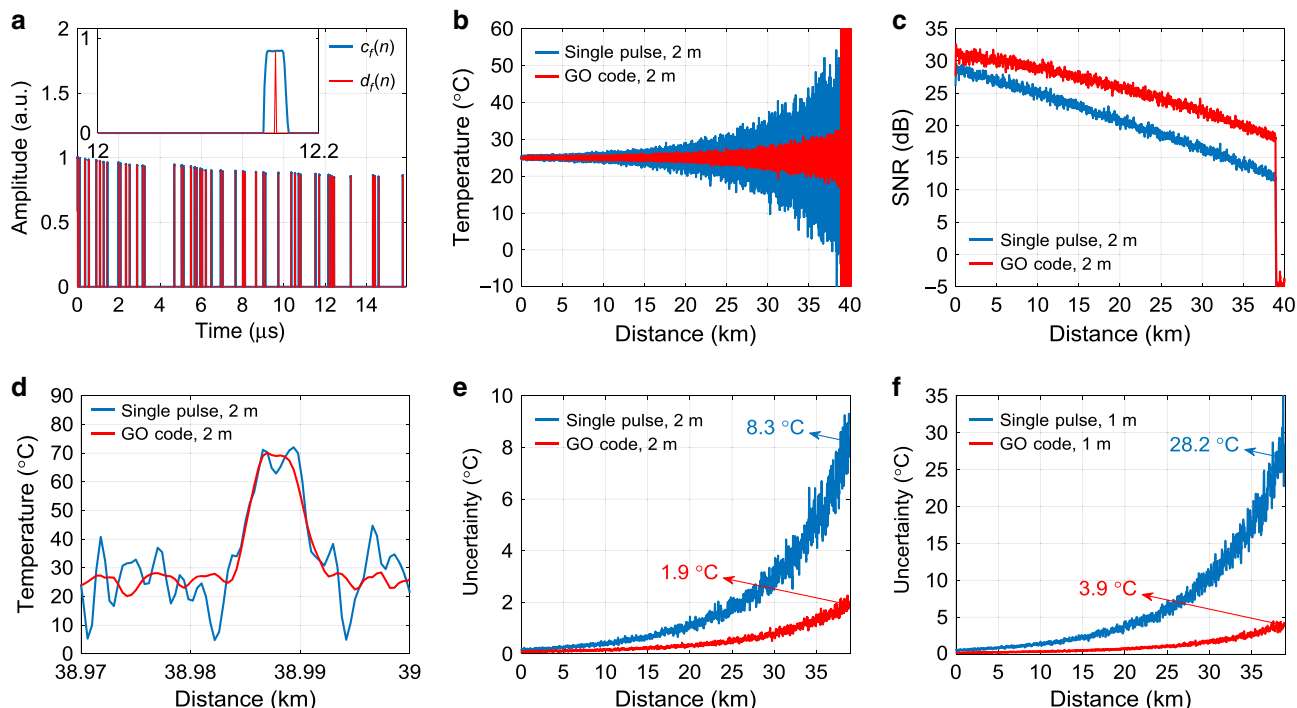 a
2
1.5
1
0.5
0
Amplitude (a.u.)
0 2 4 6 8 10 12 14
Time (μs)
1
0
12 12.2
c_f(n)
d_f(n)
b
60
50
40
30
20
10
0
−10
Temperature (°C)
Single pulse, 2 m
GO code, 2 m
0 5 10 15 20 25 30 35 40
Distance (km)
c
35
30
25
20
15
10
5
0
−5
SNR (dB)
Single pulse, 2 m
GO code, 2 m
0 5 10 15 20 25 30 35 40
Distance (km)
d
90
80
70
60
50
40
30
20
10
0
Temperature (°C)
Single pulse, 2 m
GO code, 2 m
38.97 38.98 38.99 39
Distance (km)
e
10
8
6
4
2
0
Uncertainty (°C)
Single pulse, 2 m
GO code, 2 m
8.3 °C
1.9 °C
0 5 10 15 20 25 30 35
Distance (km)
f
35
30
25
20
15
10
5
0
Uncertainty (°C)
Single pulse, 1 m
GO code, 1 m
28.2 °C
3.9 °C
0 5 10 15 20 25 30 35
Distance (km)